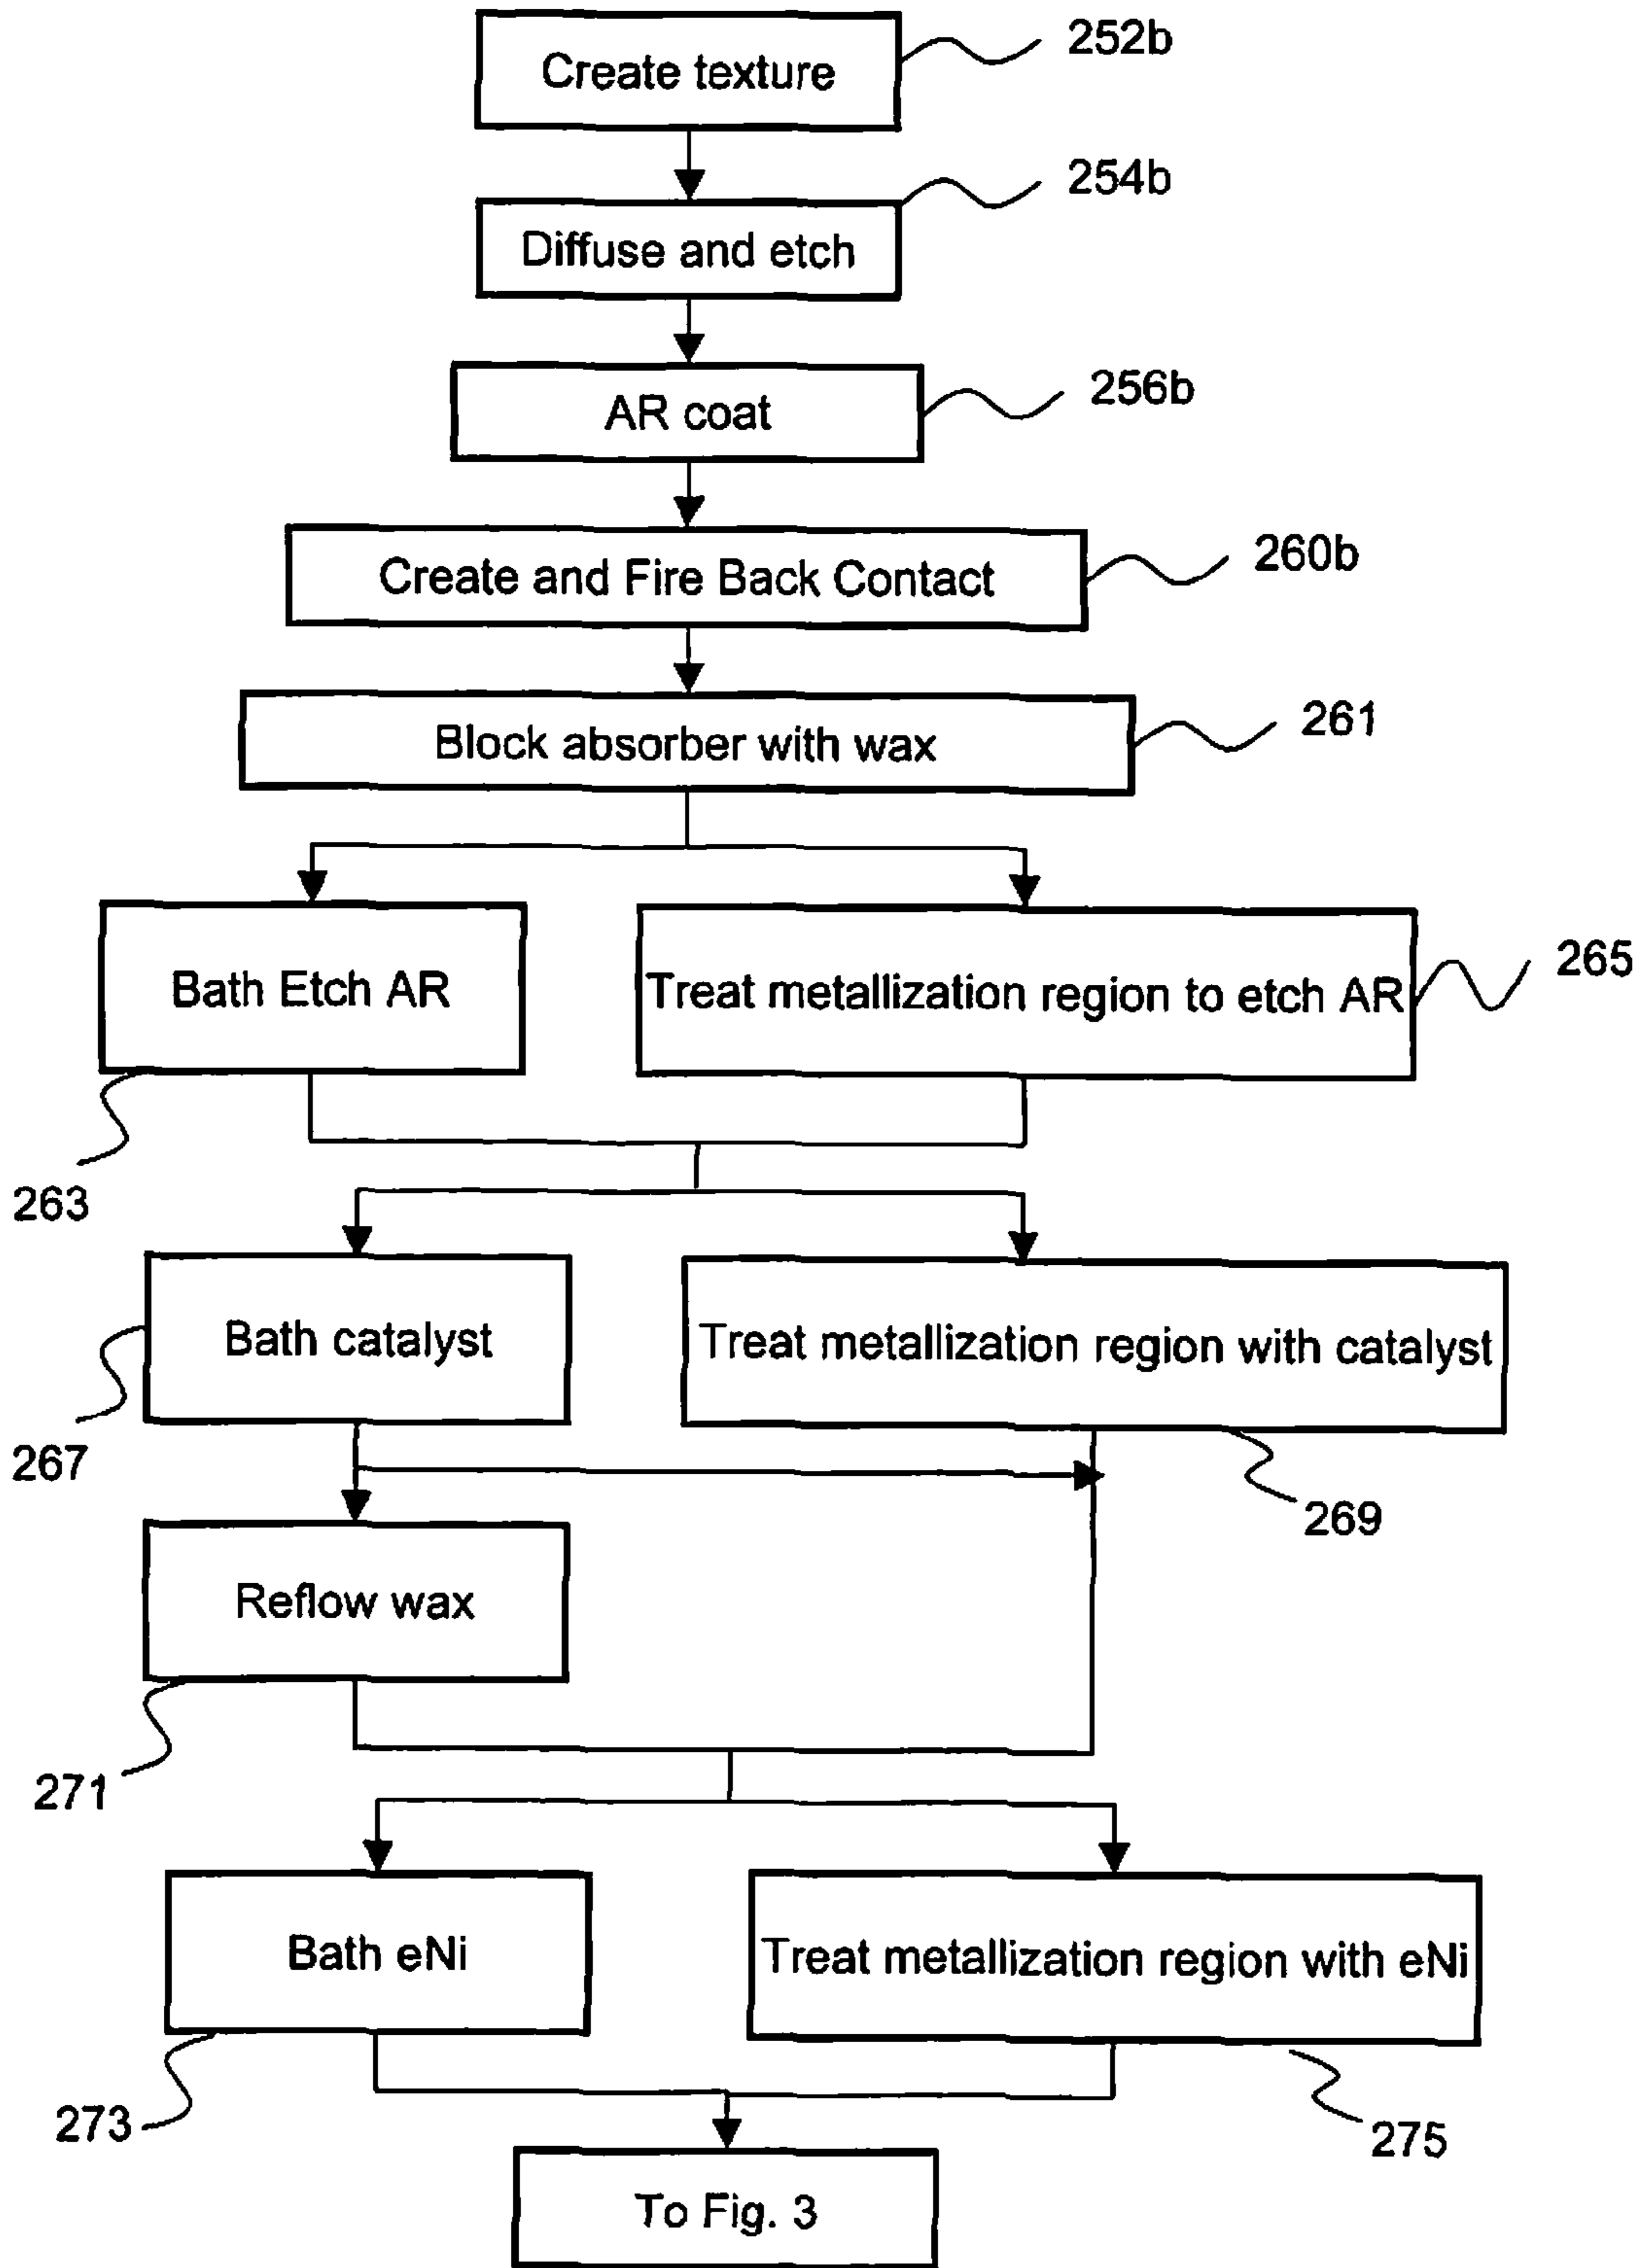 Create texture
252b
Diffuse and etch
254b
AR coat
256b
Create and Fire Back Contact
260b
Block absorber with wax
261
Bath Etch AR
Treat metallization region to etch AR
265
263
Bath catalyst
Treat metallization region with catalyst
267
269
Reflow wax
271
Bath eNi
Treat metallization region with eNi
273
275
To Fig. 3